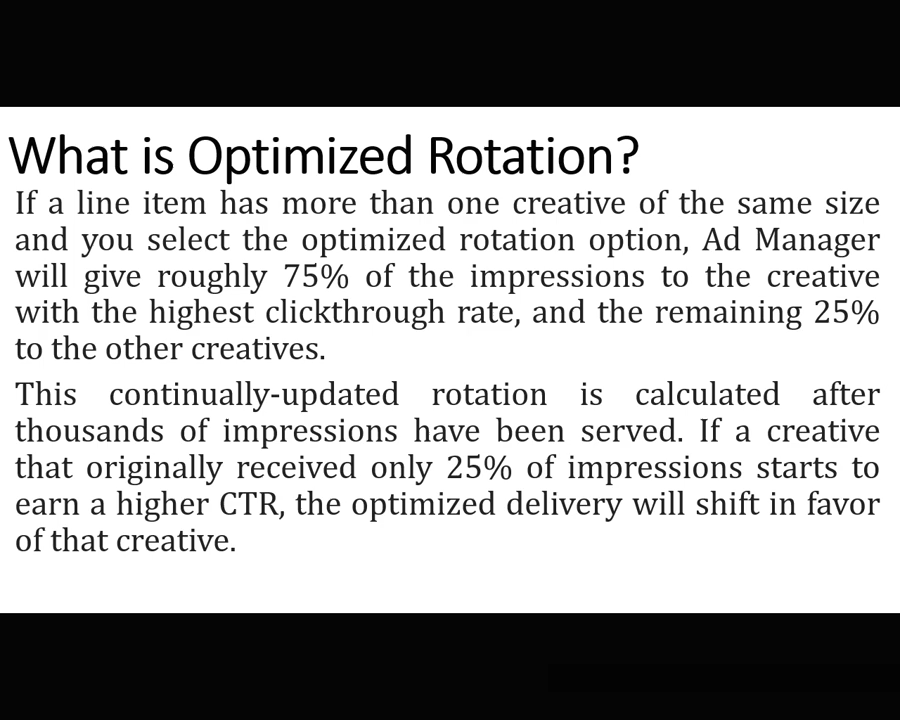 What is Optimized Rotation?
If a line item has more than one creative of the same size
and you select the optimized rotation option, Ad Manager
will give roughly 75% of the impressions to the creative
with the highest clickthrough rate, and the remaining 25%
to the other creatives.
This continually-updated rotation is calculated after
thousands of impressions have been served. If a creative
that originally received only 25% of impressions starts to
earn a higher CTR, the optimized delivery will shift in favor
of that creative.